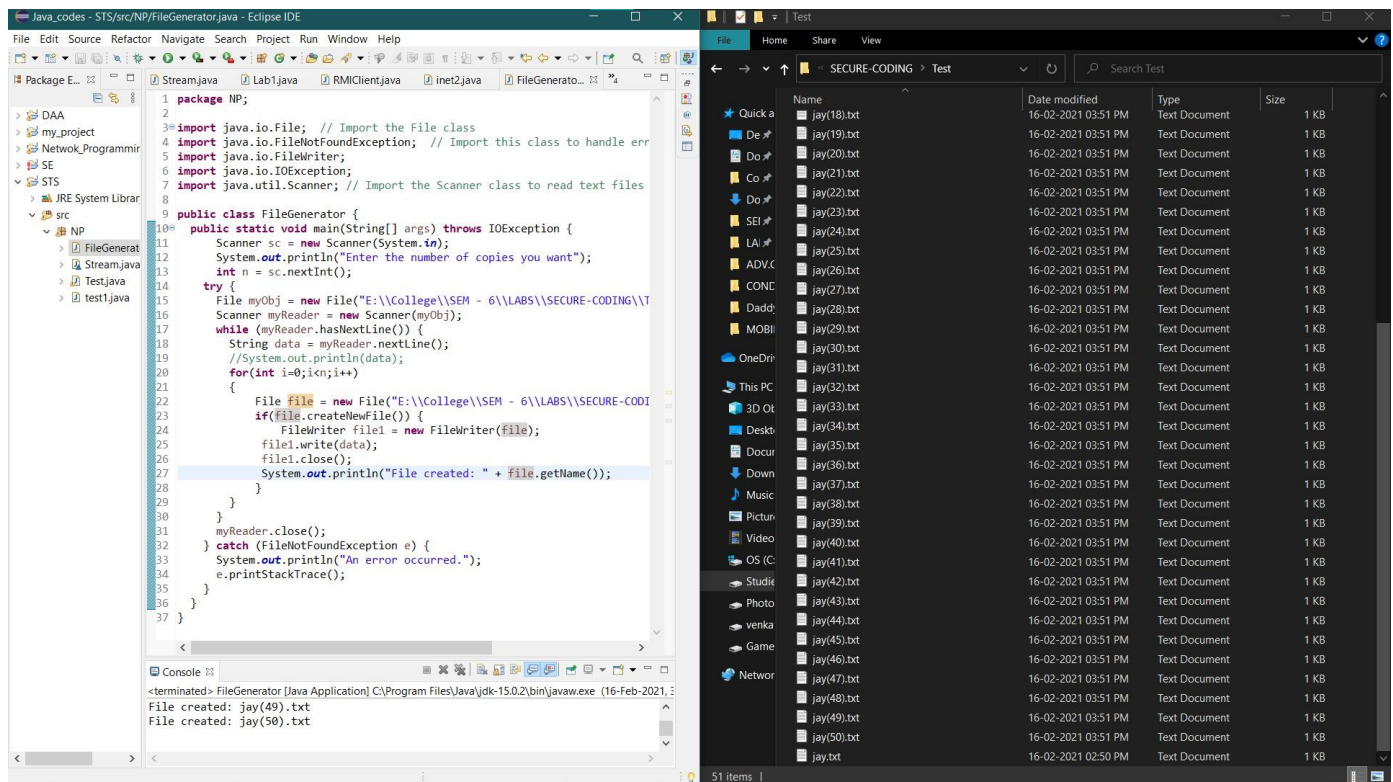 Java_codes - STS/src/NP/FileGenerator.java - Eclipse IDE
File Edit Source Refactor Navigate Search Project Run Window Help
Package E...
DAA
my_project
Netwok_Programmir
SE
STS
JRE System Librar
src
NP
FileGenerat
Stream.java
Test.java
test1.java
Stream.java Lab1.java RMIClient.java inet2.java FileGenerato... 4
1 package NP;
2
3 import java.io.File; // Import the File class
4 import java.io.FileNotFoundException; // Import this class to handle err
5 import java.io.FileWriter;
6 import java.io.IOException;
7 import java.util.Scanner; // Import the Scanner class to read text files
8
9 public class FileGenerator {
10 public static void main(String[] args) throws IOException {
11 Scanner sc = new Scanner(System.in);
12 System.out.println("Enter the number of copies you want");
13 int n = sc.nextInt();
14 try {
15 File myObj = new File("E:\\College\\SEM - 6\\LABS\\SECURE-CODING\\T
16 Scanner myReader = new Scanner(myObj);
17 while (myReader.hasNextLine()) {
18 String data = myReader.nextLine();
19 //System.out.println(data);
20 for(int i=0;i<n;i++)
21 {
22 File file = new File("E:\\College\\SEM - 6\\LABS\\SECURE-CODI
23 if(file.createNewFile()) {
24 FileWriter file1 = new FileWriter(file);
25 file1.write(data);
26 file1.close();
27 System.out.println("File created: " + file.getName());
28 }
29 }
30 }
31 myReader.close();
32 } catch (FileNotFoundException e) {
33 System.out.println("An error occurred.");
34 e.printStackTrace();
35 }
36 }
37 }
Console
<terminated> FileGenerator [Java Application] C:\Program Files\Java\jdk-15.0.2\bin\javaw.exe (16-Feb-2021, 3
File created: jay(49).txt
File created: jay(50).txt
Test
File Home Share View
SECURE-CODING > Test
Search Test
Quick a
De
Do
Co
Do
SEI
LAI
ADV.C
COND
Daddy
MOBII
OneDriv
This PC
3D Ob
Deskt
Docur
Down
Music
Pictur
Video
OS (C:
Studie
Photo
venka
Game
Networ
Name Date modified Type Size
jay(18).txt 16-02-2021 03:51 PM Text Document 1 KB
jay(19).txt 16-02-2021 03:51 PM Text Document 1 KB
jay(20).txt 16-02-2021 03:51 PM Text Document 1 KB
jay(21).txt 16-02-2021 03:51 PM Text Document 1 KB
jay(22).txt 16-02-2021 03:51 PM Text Document 1 KB
jay(23).txt 16-02-2021 03:51 PM Text Document 1 KB
jay(24).txt 16-02-2021 03:51 PM Text Document 1 KB
jay(25).txt 16-02-2021 03:51 PM Text Document 1 KB
jay(26).txt 16-02-2021 03:51 PM Text Document 1 KB
jay(27).txt 16-02-2021 03:51 PM Text Document 1 KB
jay(28).txt 16-02-2021 03:51 PM Text Document 1 KB
jay(29).txt 16-02-2021 03:51 PM Text Document 1 KB
jay(30).txt 16-02-2021 03:51 PM Text Document 1 KB
jay(31).txt 16-02-2021 03:51 PM Text Document 1 KB
jay(32).txt 16-02-2021 03:51 PM Text Document 1 KB
jay(33).txt 16-02-2021 03:51 PM Text Document 1 KB
jay(34).txt 16-02-2021 03:51 PM Text Document 1 KB
jay(35).txt 16-02-2021 03:51 PM Text Document 1 KB
jay(36).txt 16-02-2021 03:51 PM Text Document 1 KB
jay(37).txt 16-02-2021 03:51 PM Text Document 1 KB
jay(38).txt 16-02-2021 03:51 PM Text Document 1 KB
jay(39).txt 16-02-2021 03:51 PM Text Document 1 KB
jay(40).txt 16-02-2021 03:51 PM Text Document 1 KB
jay(41).txt 16-02-2021 03:51 PM Text Document 1 KB
jay(42).txt 16-02-2021 03:51 PM Text Document 1 KB
jay(43).txt 16-02-2021 03:51 PM Text Document 1 KB
jay(44).txt 16-02-2021 03:51 PM Text Document 1 KB
jay(45).txt 16-02-2021 03:51 PM Text Document 1 KB
jay(46).txt 16-02-2021 03:51 PM Text Document 1 KB
jay(47).txt 16-02-2021 03:51 PM Text Document 1 KB
jay(48).txt 16-02-2021 03:51 PM Text Document 1 KB
jay(49).txt 16-02-2021 03:51 PM Text Document 1 KB
jay(50).txt 16-02-2021 03:51 PM Text Document 1 KB
jay.txt 16-02-2021 02:50 PM Text Document 1 KB
51 items